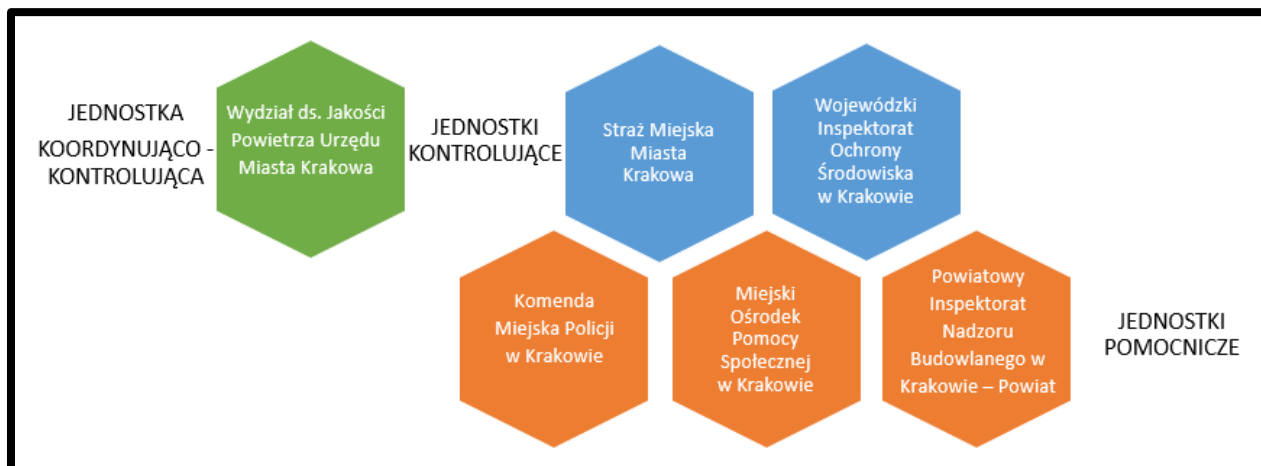 JEDNOSTKA
KOORDYNUJĄCO -
KONTROLUJĄCA
Wydział ds. Jakości
Powietrza Urzędu
Miasta Krakowa
JEDNOSTKI
KONTROLUJĄCE
Straż Miejska
Miasta
Krakowa
Wojewódzki
Inspektorat
Ochrony
Środowiska
w Krakowie
Komenda
Miejska Policji
w Krakowie
Miejski
Ośrodek
Pomocy
Społecznej
w Krakowie
Powiatowy
Inspektorat
Nadzoru
Budowlanego w
Krakowie – Powiat
JEDNOSTKI
POMOCNICZE